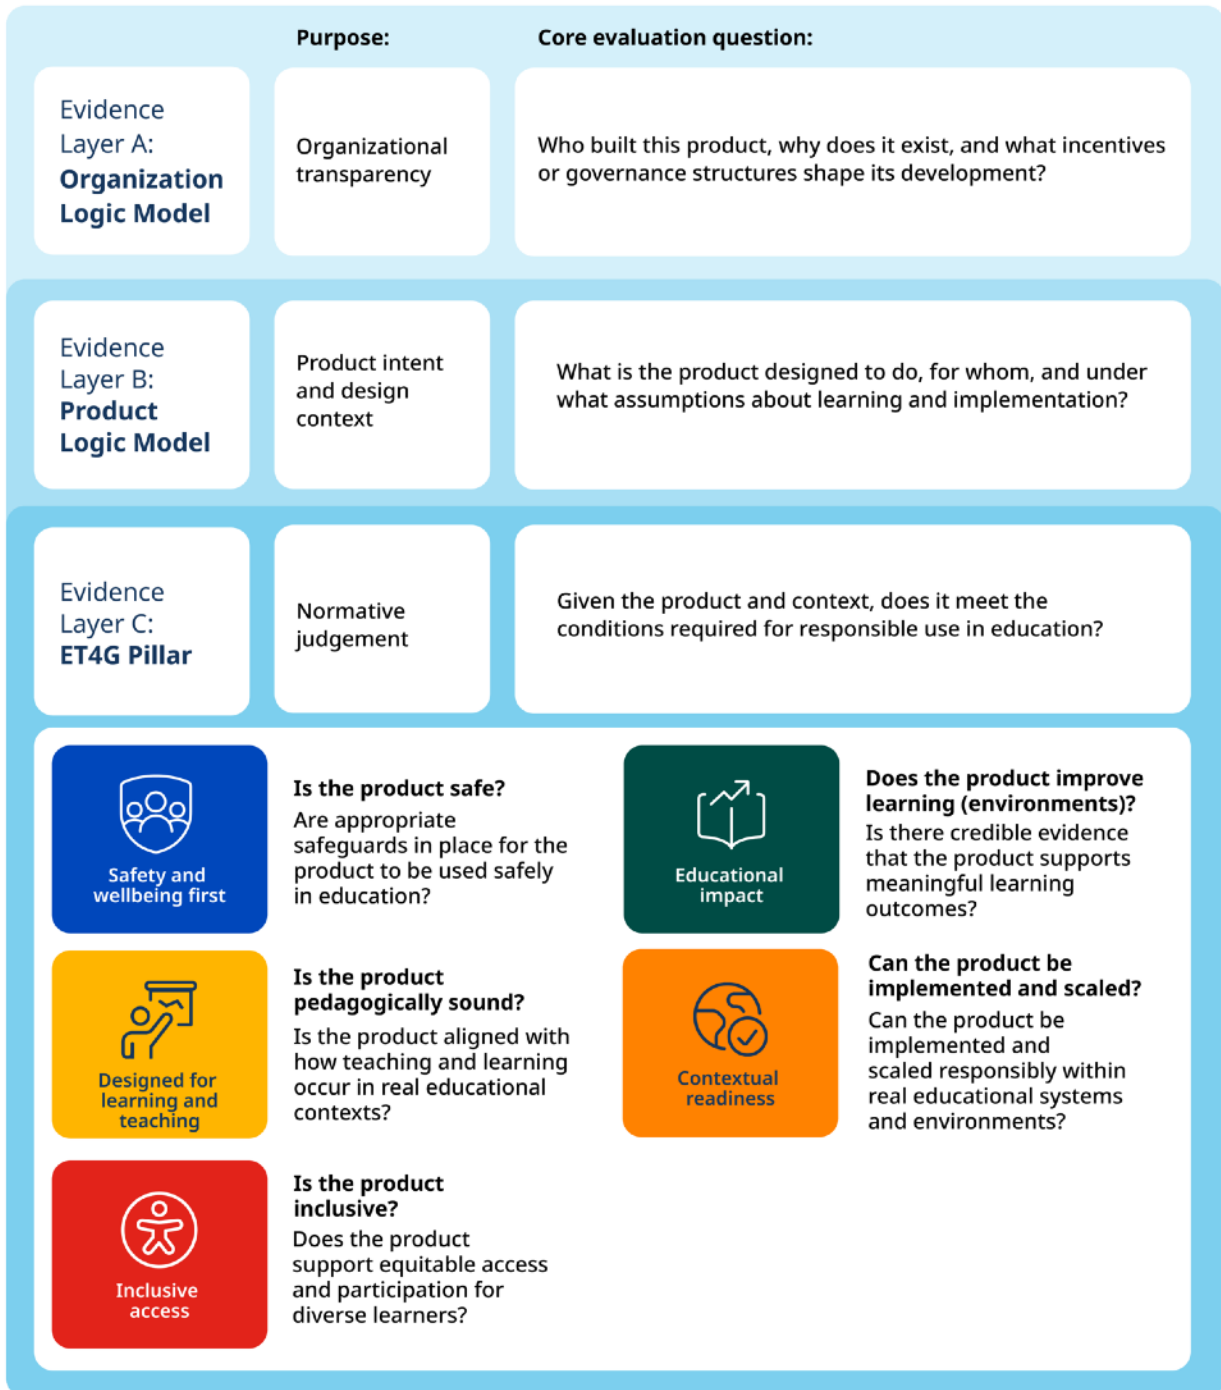 Purpose:
Core evaluation question:
Evidence
Layer A:
Organization
Logic Model
Organizational
transparency
Who built this product, why does it exist, and what incentives
or governance structures shape its development?
Evidence
Layer B:
Product
Logic Model
Product intent
and design
context
What is the product designed to do, for whom, and under
what assumptions about learning and implementation?
Evidence
Layer C:
ET4G Pillar
Normative
judgement
Given the product and context, does it meet the
conditions required for responsible use in education?
Safety and
wellbeing first
Is the product safe?
Are appropriate
safeguards in place for the
product to be used safely
in education?
Educational
impact
Does the product improve
learning (environments)?
Is there credible evidence
that the product supports
meaningful learning
outcomes?
Designed for
learning and
teaching
Is the product
pedagogically sound?
Is the product aligned with
how teaching and learning
occur in real educational
contexts?
Contextual
readiness
Can the product be
implemented and scaled?
Can the product be
implemented and
scaled responsibly within
real educational systems
and environments?
Inclusive
access
Is the product
inclusive?
Does the product
support equitable access
and participation for
diverse learners?